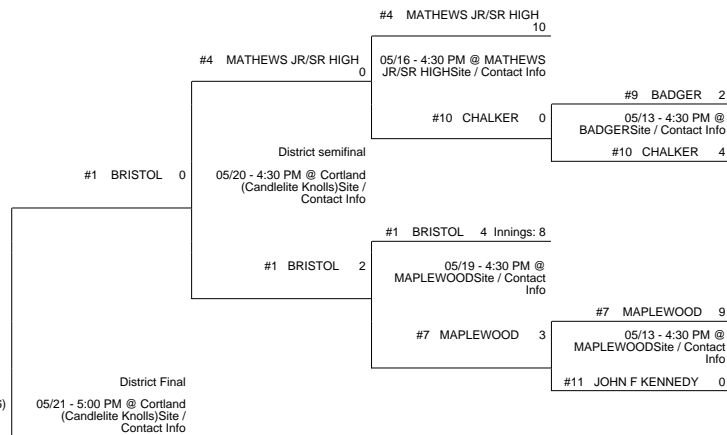 #4 MATHEWS JR/SR HIGH
10
#4 MATHEWS JR/SR HIGH
0
05/16 - 4:30 PM @ MATHEWS
JR/SR HIGHSite / Contact Info
#9 BADGER 2
#10 CHALKER 0
05/13 - 4:30 PM @
BADGERSite / Contact Info
#10 CHALKER 4
District semifinal
#1 BRISTOL 0
05/20 - 4:30 PM @ Cortland
(Candlelite Knolls)Site /
Contact Info
#1 BRISTOL 4 Innings: 8
#1 BRISTOL 2
05/19 - 4:30 PM @
MAPLEWOODSite / Contact
Info
#7 MAPLEWOOD 9
#7 MAPLEWOOD 3
05/13 - 4:30 PM @
MAPLEWOODSite / Contact
Info
#11 JOHN F KENNEDY 0
District Final
05/21 - 5:00 PM @ Cortland
(Candlelite Knolls)Site /
Contact Info